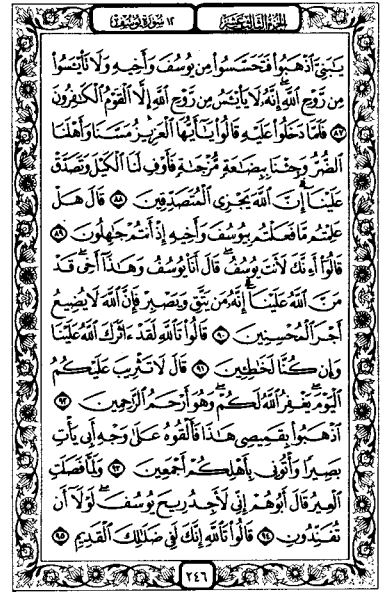 الجزء الثالث عشر ١٢ سورة يوسف
يَٰبَنِىَّ ٱذْهَبُوا۟ فَتَحَسَّسُوا۟ مِن يُوسُفَ وَأَخِيهِ وَلَا تَا۟يْـَٔسُوا۟
مِن رَّوْحِ ٱللَّهِ إِنَّهُۥ لَا يَا۟يْـَٔسُ مِن رَّوْحِ ٱللَّهِ إِلَّا ٱلْقَوْمُ ٱلْكَٰفِرُونَ
٨٧ فَلَمَّا دَخَلُوا۟ عَلَيْهِ قَالُوا۟ يَٰٓأَيُّهَا ٱلْعَزِيزُ مَسَّنَا وَأَهْلَنَا
ٱلضُّرُّ وَجِئْنَا بِبِضَٰعَةٍ مُّزْجَىٰةٍ فَأَوْفِ لَنَا ٱلْكَيْلَ وَتَصَدَّقْ
عَلَيْنَآ إِنَّ ٱللَّهَ يَجْزِى ٱلْمُتَصَدِّقِينَ ٨٨ قَالَ هَلْ
عَلِمْتُم مَّا فَعَلْتُم بِيُوسُفَ وَأَخِيهِ إِذْ أَنتُمْ جَٰهِلُونَ ٨٩
قَالُوٓا۟ أَءِنَّكَ لَأَنتَ يُوسُفُ قَالَ أَنَا۠ يُوسُفُ وَهَٰذَآ أَخِى قَدْ
مَنَّ ٱللَّهُ عَلَيْنَآ إِنَّهُۥ مَن يَتَّقِ وَيَصْبِرْ فَإِنَّ ٱللَّهَ لَا يُضِيعُ
أَجْرَ ٱلْمُحْسِنِينَ ٩٠ قَالُوا۟ تَٱللَّهِ لَقَدْ ءَاثَرَكَ ٱللَّهُ عَلَيْنَا
وَإِن كُنَّا لَخَٰطِـِٔينَ ٩١ قَالَ لَا تَثْرِيبَ عَلَيْكُمُ
ٱلْيَوْمَ يَغْفِرُ ٱللَّهُ لَكُمْ وَهُوَ أَرْحَمُ ٱلرَّٰحِمِينَ ٩٢
ٱذْهَبُوا۟ بِقَمِيصِى هَٰذَا فَأَلْقُوهُ عَلَىٰ وَجْهِ أَبِى يَأْتِ
بَصِيرًا وَأْتُونِى بِأَهْلِكُمْ أَجْمَعِينَ ٩٣ وَلَمَّا فَصَلَتِ
ٱلْعِيرُ قَالَ أَبُوهُمْ إِنِّى لَأَجِدُ رِيحَ يُوسُفَ لَوْلَآ أَن
تُفَنِّدُونِ ٩٤ قَالُوا۟ تَٱللَّهِ إِنَّكَ لَفِى ضَلَٰلِكَ ٱلْقَدِيمِ ٩٥
٢٤٦